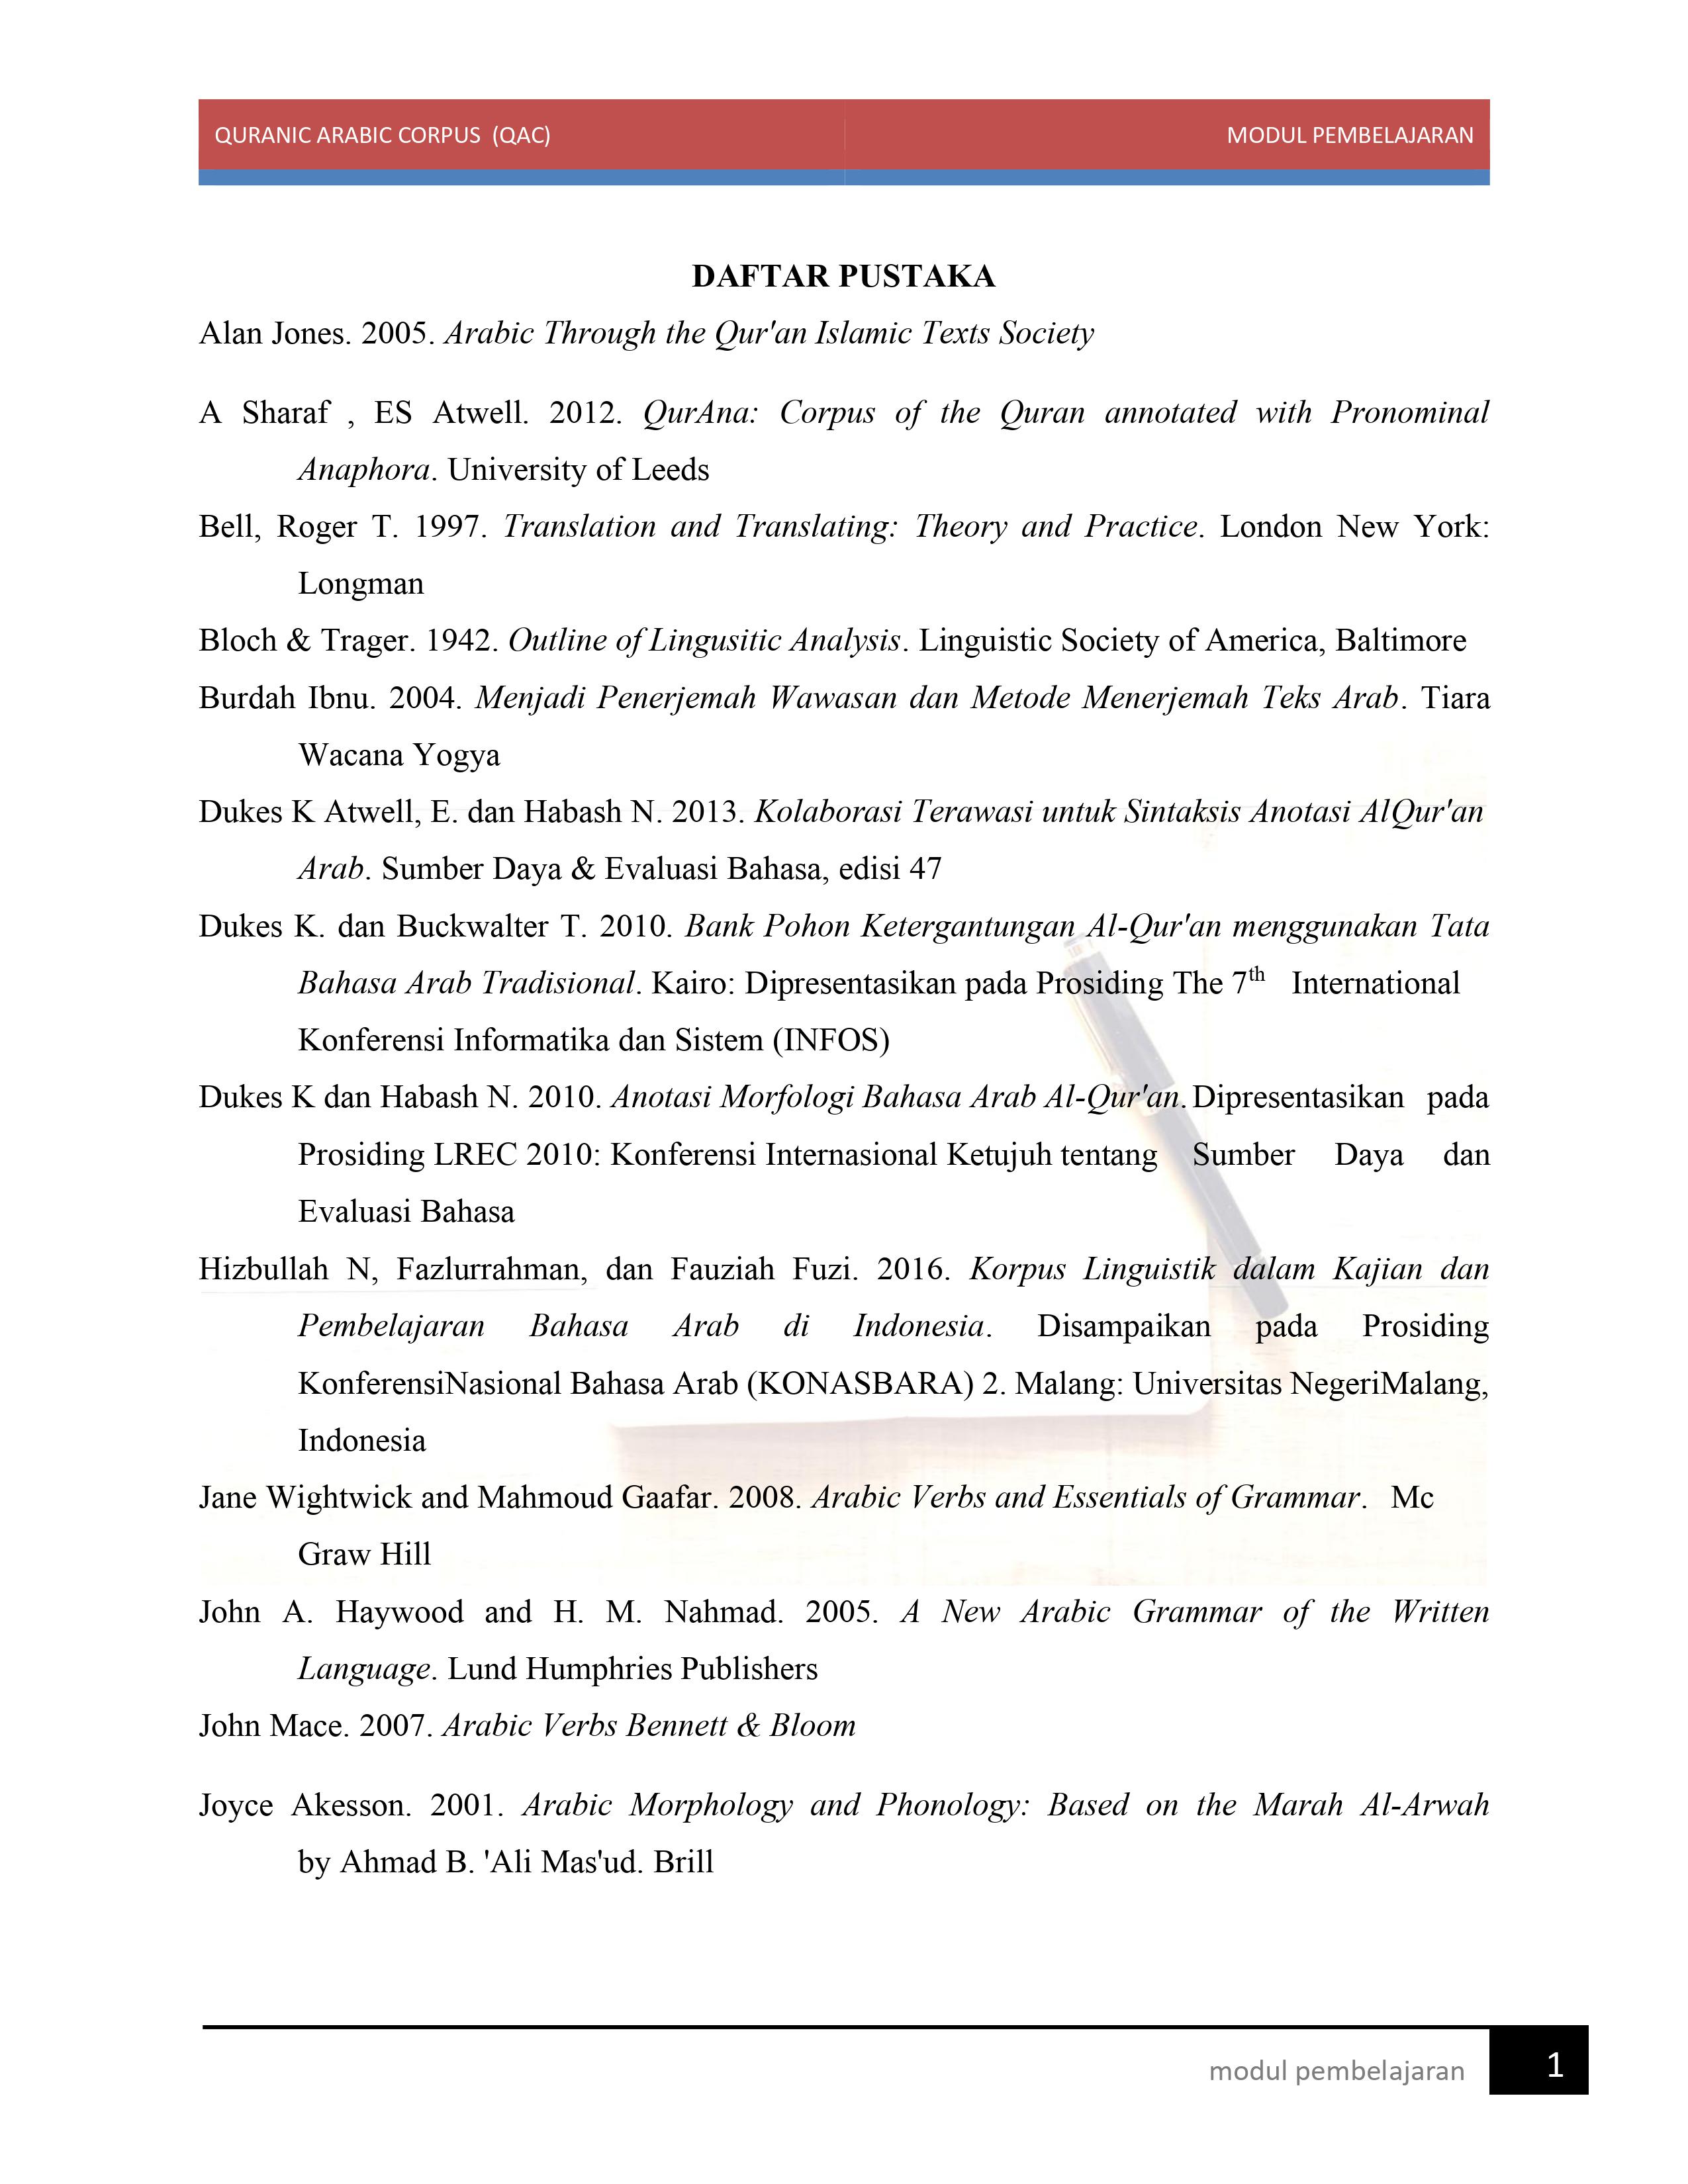 QURANIC ARABIC CORPUS (QAC) MODUL PEMBELAJARAN
DAFTAR PUSTAKA
Alan Jones. 2005. Arabic Through the Qur'an Islamic Texts Society
A Sharaf , ES Atwell. 2012. QurAna: Corpus of the Quran annotated with Pronominal
Anaphora. University of Leeds
Bell, Roger T. 1997. Translation and Translating: Theory and Practice. London New York:
Longman
Bloch & Trager. 1942. Outline of Lingusitic Analysis. Linguistic Society of America, Baltimore
Burdah Ibnu. 2004. Menjadi Penerjemah Wawasan dan Metode Menerjemah Teks Arab. Tiara
Wacana Yogya
Dukes K Atwell, E. dan Habash N. 2013. Kolaborasi Terawasi untuk Sintaksis Anotasi AlQur'an
Arab. Sumber Daya & Evaluasi Bahasa, edisi 47
Dukes K. dan Buckwalter T. 2010. Bank Pohon Ketergantungan Al-Qur'an menggunakan Tata
Bahasa Arab Tradisional. Kairo: Dipresentasikan pada Prosiding The 7th International
Konferensi Informatika dan Sistem (INFOS)
Dukes K dan Habash N. 2010. Anotasi Morfologi Bahasa Arab Al-Qur'an. Dipresentasikan pada
Prosiding LREC 2010: Konferensi Internasional Ketujuh tentang Sumber Daya dan
Evaluasi Bahasa
Hizbullah N, Fazlurrahman, dan Fauziah Fuzi. 2016. Korpus Linguistik dalam Kajian dan
Pembelajaran Bahasa Arab di Indonesia. Disampaikan pada Prosiding
KonferensiNasional Bahasa Arab (KONASBARA) 2. Malang: Universitas NegeriMalang,
Indonesia
Jane Wightwick and Mahmoud Gaafar. 2008. Arabic Verbs and Essentials of Grammar. Mc
Graw Hill
John A. Haywood and H. M. Nahmad. 2005. A New Arabic Grammar of the Written
Language. Lund Humphries Publishers
John Mace. 2007. Arabic Verbs Bennett & Bloom
Joyce Akesson. 2001. Arabic Morphology and Phonology: Based on the Marah Al-Arwah
by Ahmad B. 'Ali Mas'ud. Brill
modul pembelajaran 1